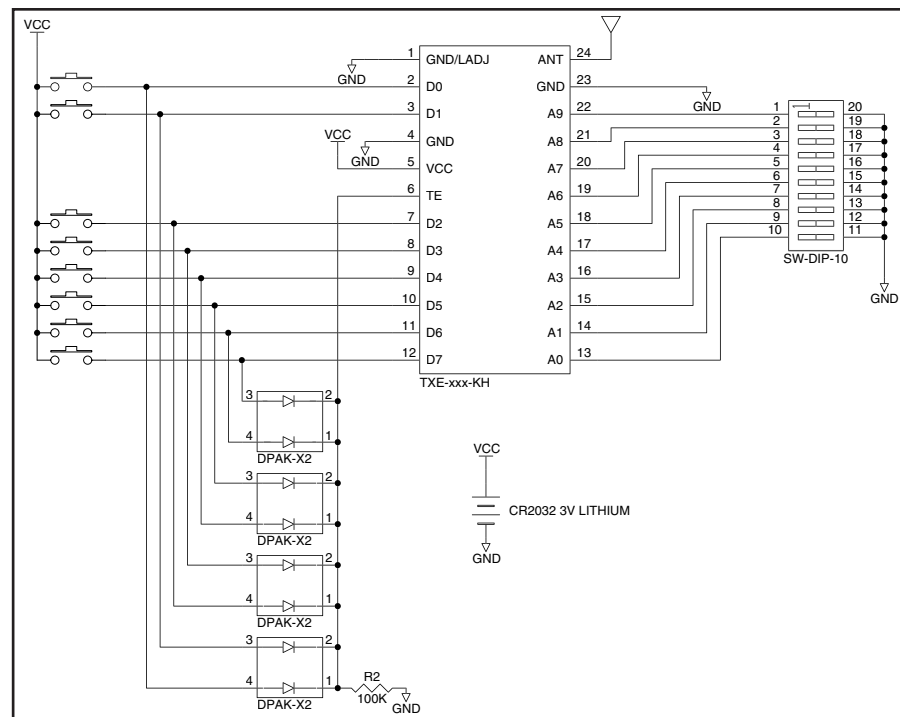 VCC
1 GND/LADJ ANT 24
GND
2 D0 GND 23
GND
3 D1 A9 22
4 GND A8 21
VCC
GND
5 VCC A7 20
6 TE A6 19
7 D2 A5 18
8 D3 A4 17
9 D4 A3 16
10 D5 A2 15
11 D6 A1 14
12 D7 A0 13
TXE-xxx-KH
1 20
2 19
3 18
4 17
5 16
6 15
7 14
8 13
9 12
10 11
SW-DIP-10
GND
3 2
4 1
DPAK-X2
3 2
4 1
DPAK-X2
3 2
4 1
DPAK-X2
3 2
4 1
DPAK-X2
R2
100K
GND
VCC
CR2032 3V LITHIUM
GND